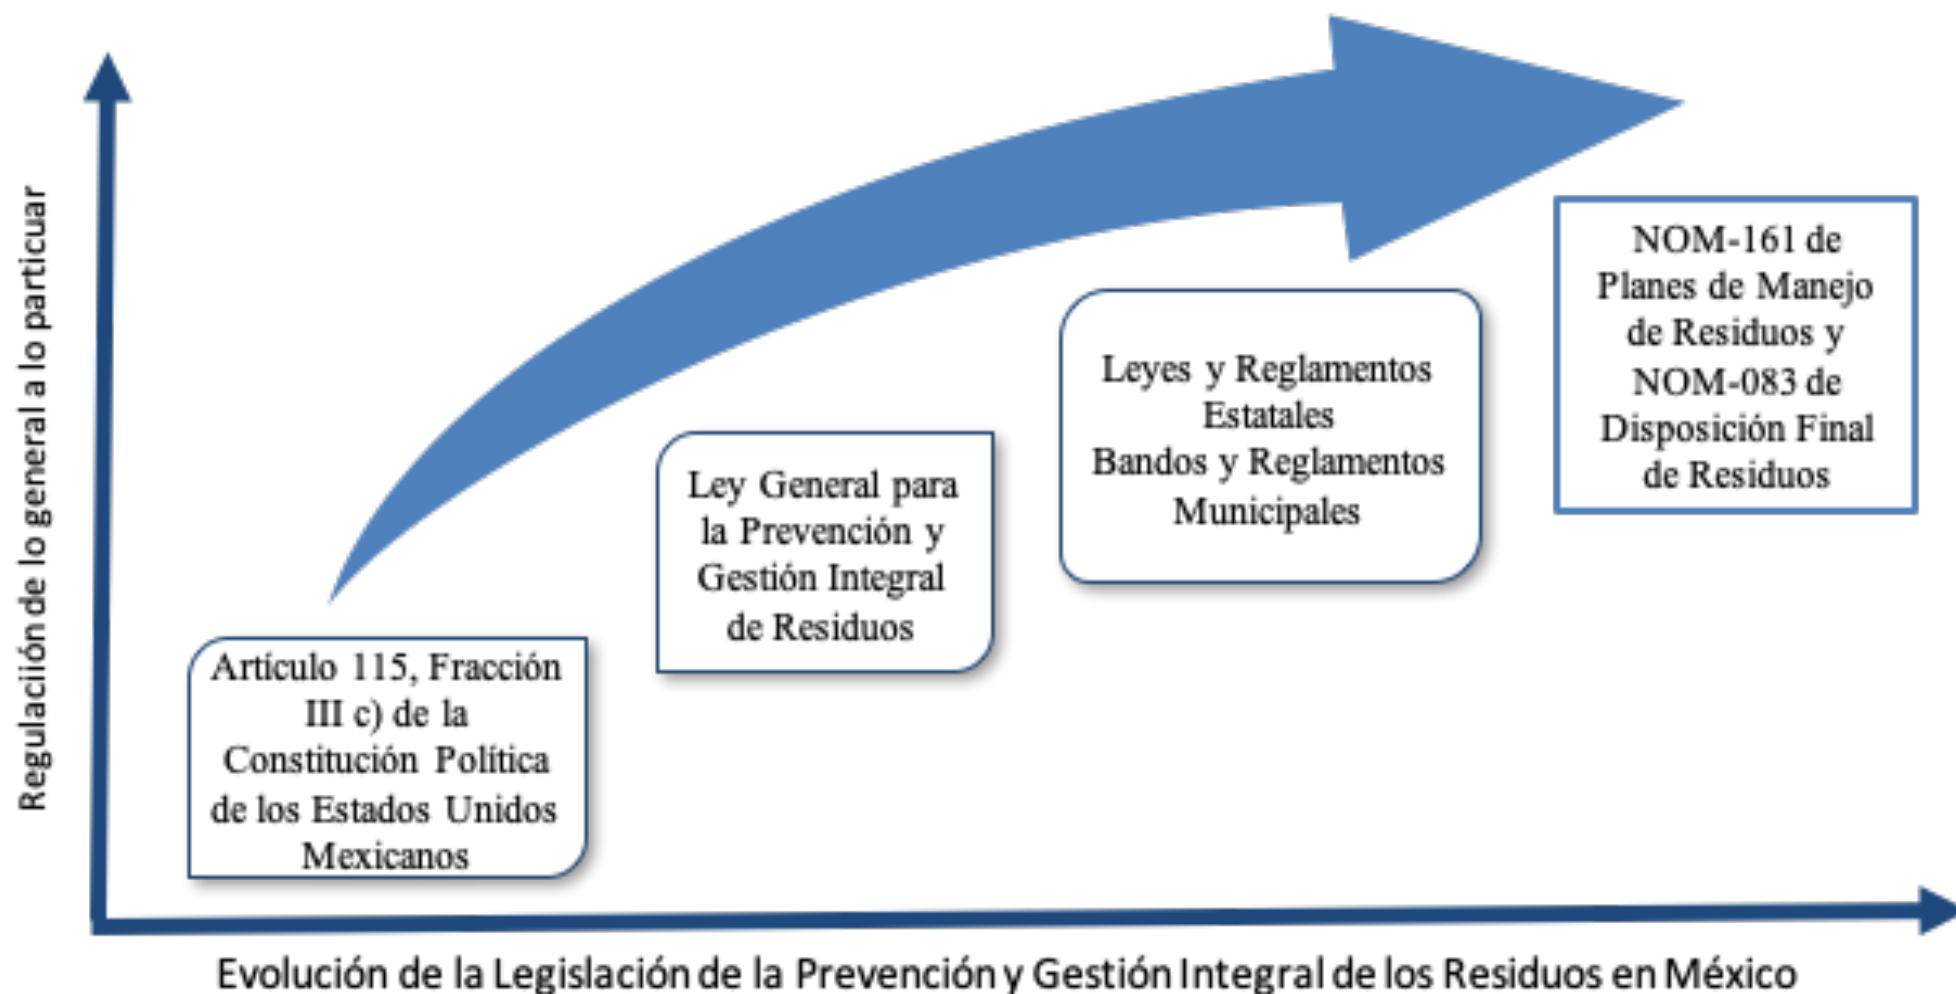 Regulaciión de lo general a lo particuar
NOM-161 de
Planes de Manejo
de Residuos y
NOM-083 de
Disposición Final
de Residuos
Leyes y Reglamentos
Estatales
Bandos y Reglamentos
Municipales
Ley General para
la Prevención y
Gestión Integral
de Residuos
Artículo 115, Fracción
III c) de la
Constitución Política
de los Estados Unidos
Mexicanos
Evolución de la Legislación de la Prevención y Gestión Integral de los Residuos en México